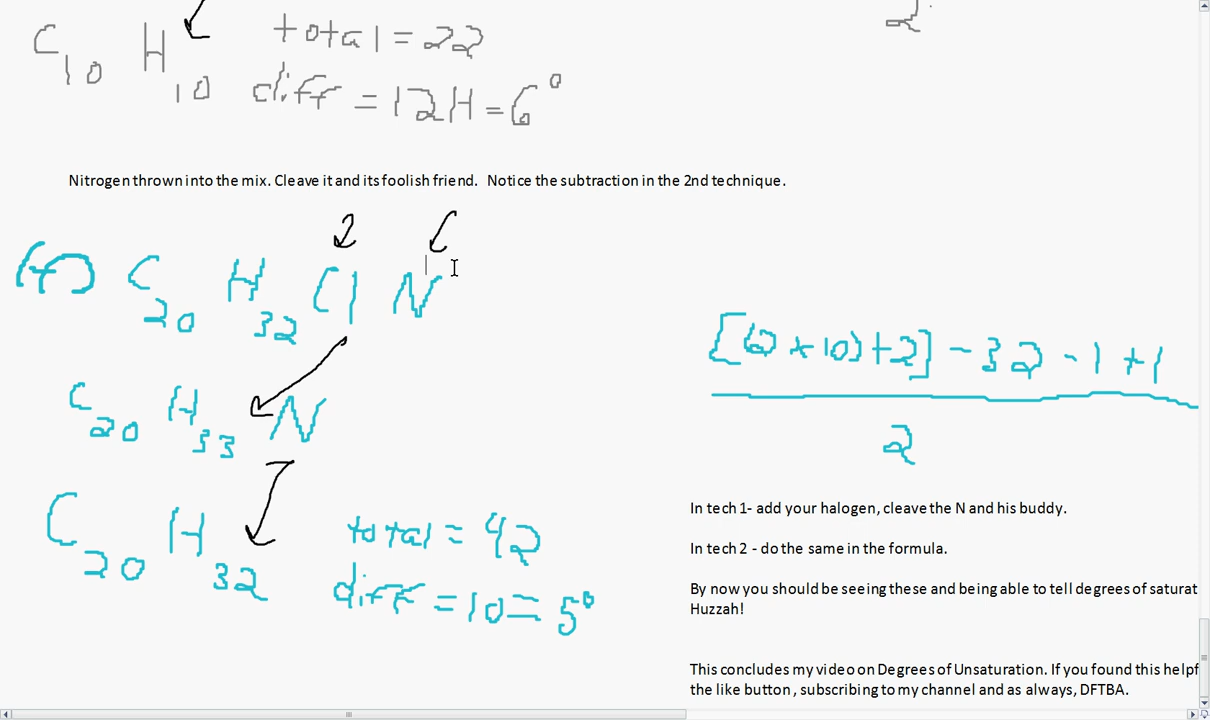 2
C10 H10 total = 22
diff = 12H = 6°
Nitrogen thrown into the mix. Cleave it and its foolish friend. Notice the subtraction in the 2nd technique.
(f) C20 H32 Cl N
C20 H33 N
C20 H32 total = 42
diff = 10 = 5°
+10)+2] - 32 - 1 + 1
2
In tech 1- add your halogen, cleave the N and his buddy.
In tech 2 - do the same in the formula.
By now you should be seeing these and being able to tell degrees of saturat
Huzzah!
This concludes my video on Degrees of Unsaturation. If you found this helpf
the like button , subscribing to my channel and as always, DFTBA.